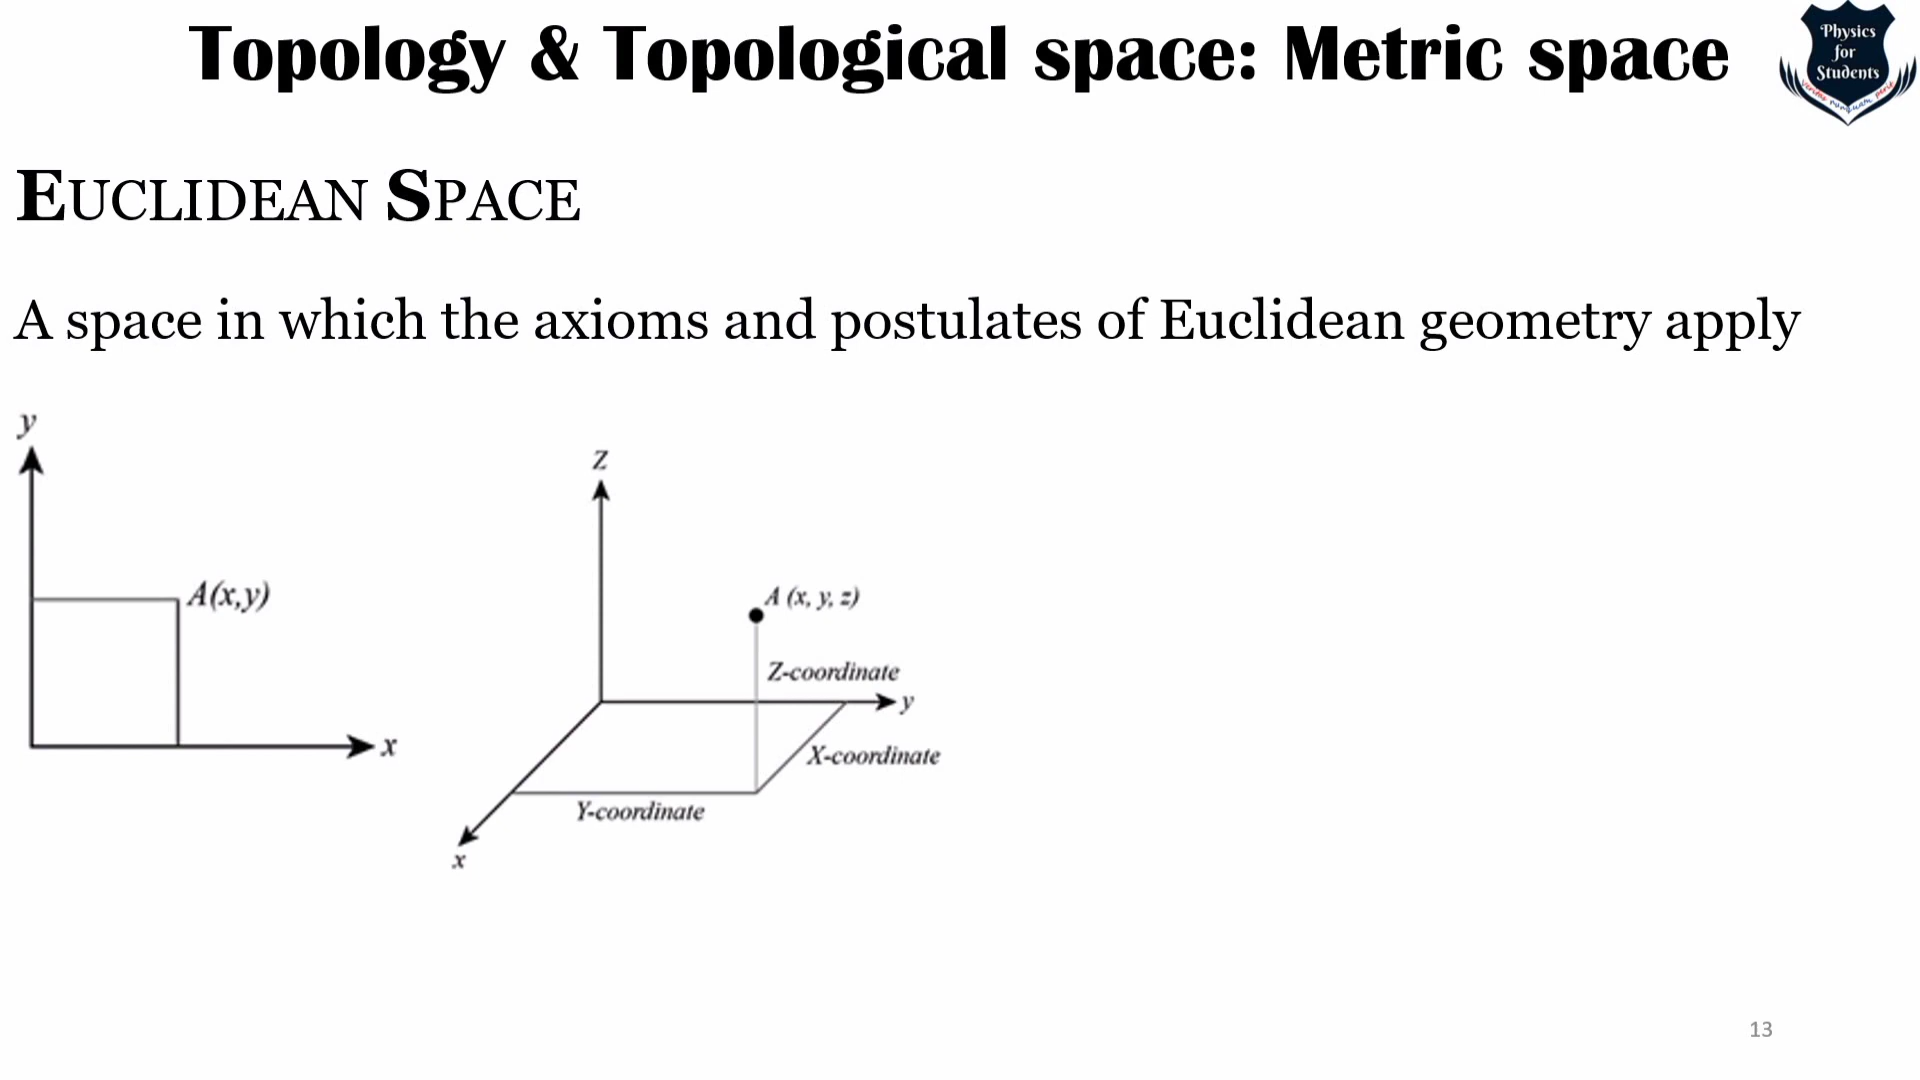 Topology & Topological space: Metric space
Physics
for
Students
EUCLIDEAN SPACE
A space in which the axioms and postulates of Euclidean geometry apply
y
A(x,y)
x
Z
A (x, y, z)
Z-coordinate
y
X-coordinate
Y-coordinate
x
13